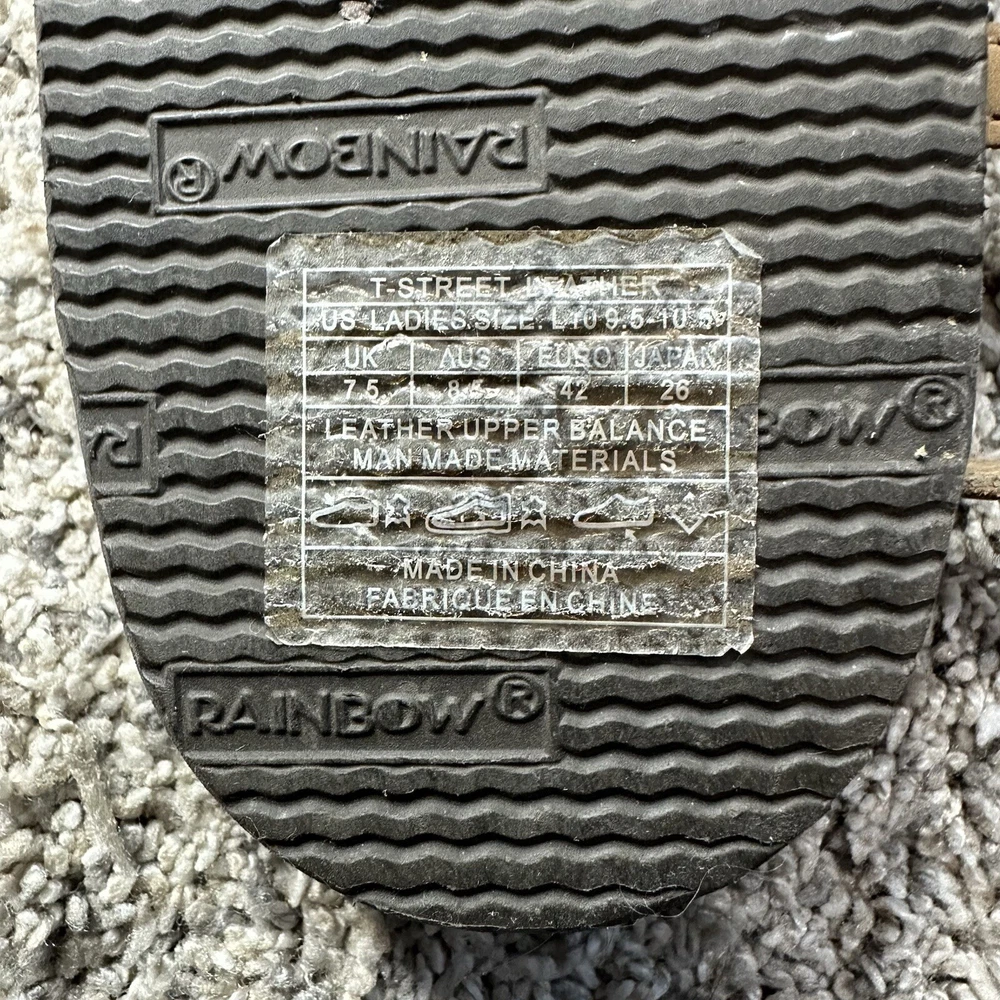 RAINBOW®
T-STREET LEATHER
US LADIES.SIZE. L10 9.5-10.5
UK AUS EURO JAPAN
7.5 8.5 42 26
LEATHER UPPER BALANCE
MAN MADE MATERIALS
R
BOW®
MADE IN CHINA
FABRIQUE EN CHINE
RAINBOW®